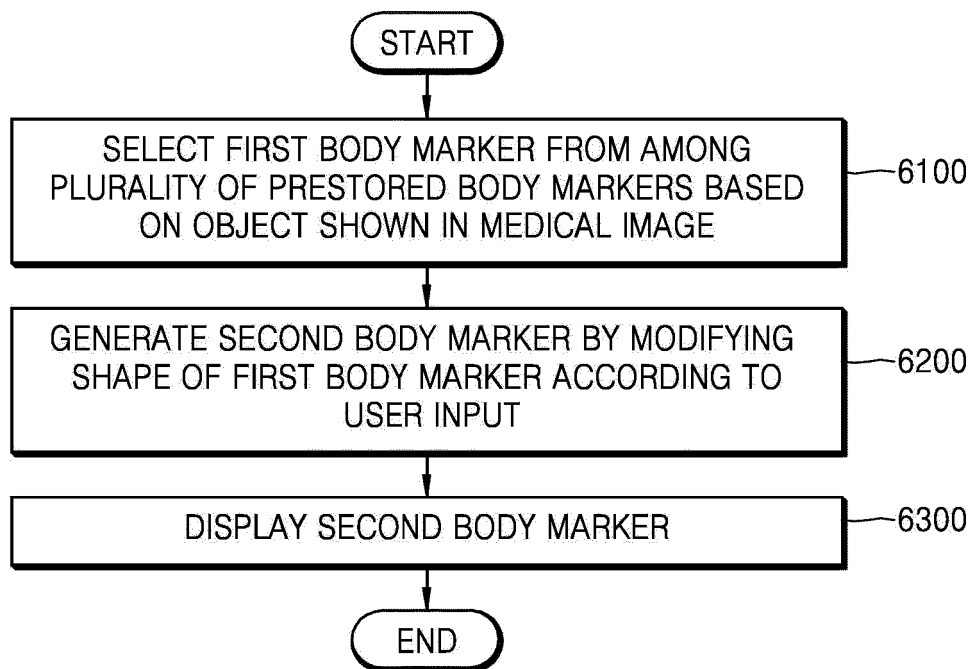 START
SELECT FIRST BODY MARKER FROM AMONG
PLURALITY OF PRESTORED BODY MARKERS BASED
ON OBJECT SHOWN IN MEDICAL IMAGE
6100
GENERATE SECOND BODY MARKER BY MODIFYING
SHAPE OF FIRST BODY MARKER ACCORDING TO
USER INPUT
6200
DISPLAY SECOND BODY MARKER
6300
END